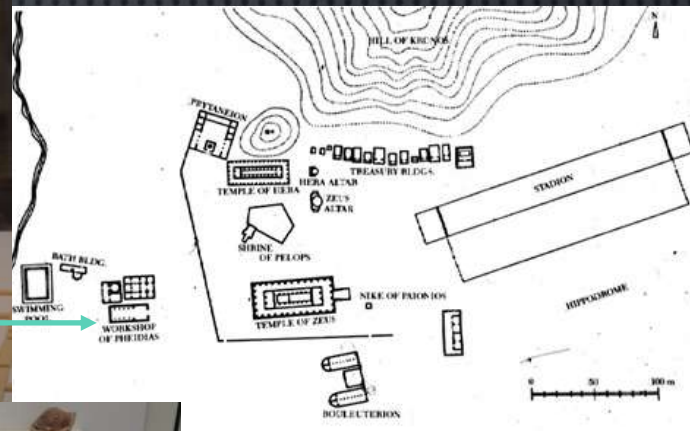 N
HILL OF KRONOS
PRYTANEION
TEMPLE OF HERA
HERA ALTAR
TREASURY BLDGS.
ZEUS
ALTAR
STADION
SHRINE
OF PELOPS
BATH BLDG.
SWIMMING
POOL
WORKSHOP
OF PHEIDIAS
TEMPLE OF ZEUS
NIKE OF PAIONIOS
HIPPODROME
0 50 100 m
BOULEUTERION